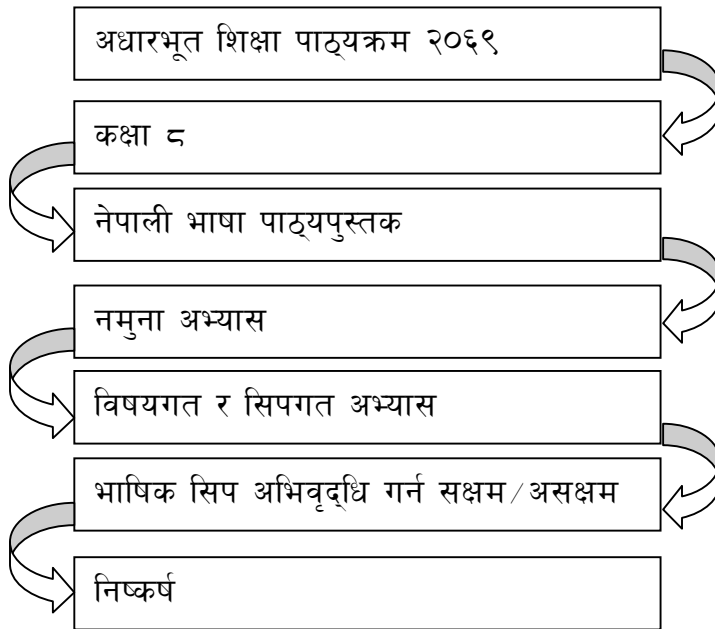 अधारभूत शिक्षा पाठ्यक्रम २०६९
कक्षा ८
नेपाली भाषा पाठ्यपुस्तक
नमुना अभ्यास
विषयगत र सिपगत अभ्यास
भाषिक सिप अभिवृद्धि गर्न सक्षम/असक्षम
निष्कर्ष